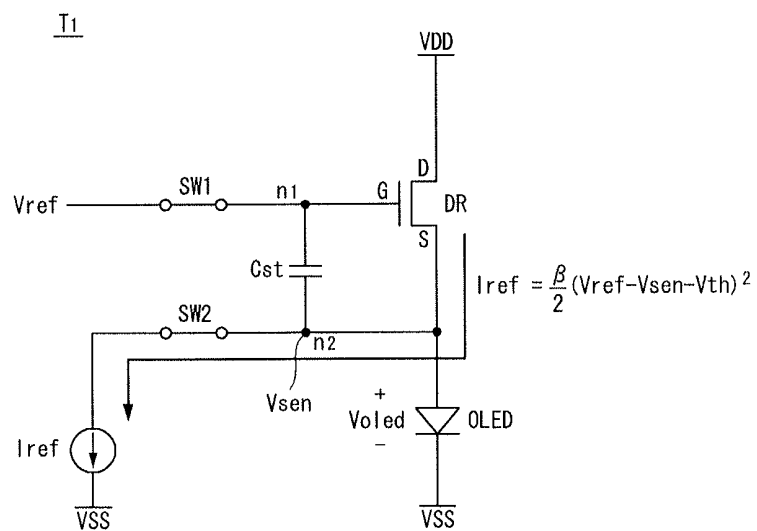 T1
VDD
D
SW1
n1
G
DR
Vref
S
Cst
Iref = β/2 (Vref-Vsen-Vth)²
SW2
n2
Vsen
+
Voled
OLED
-
Iref
VSS
VSS